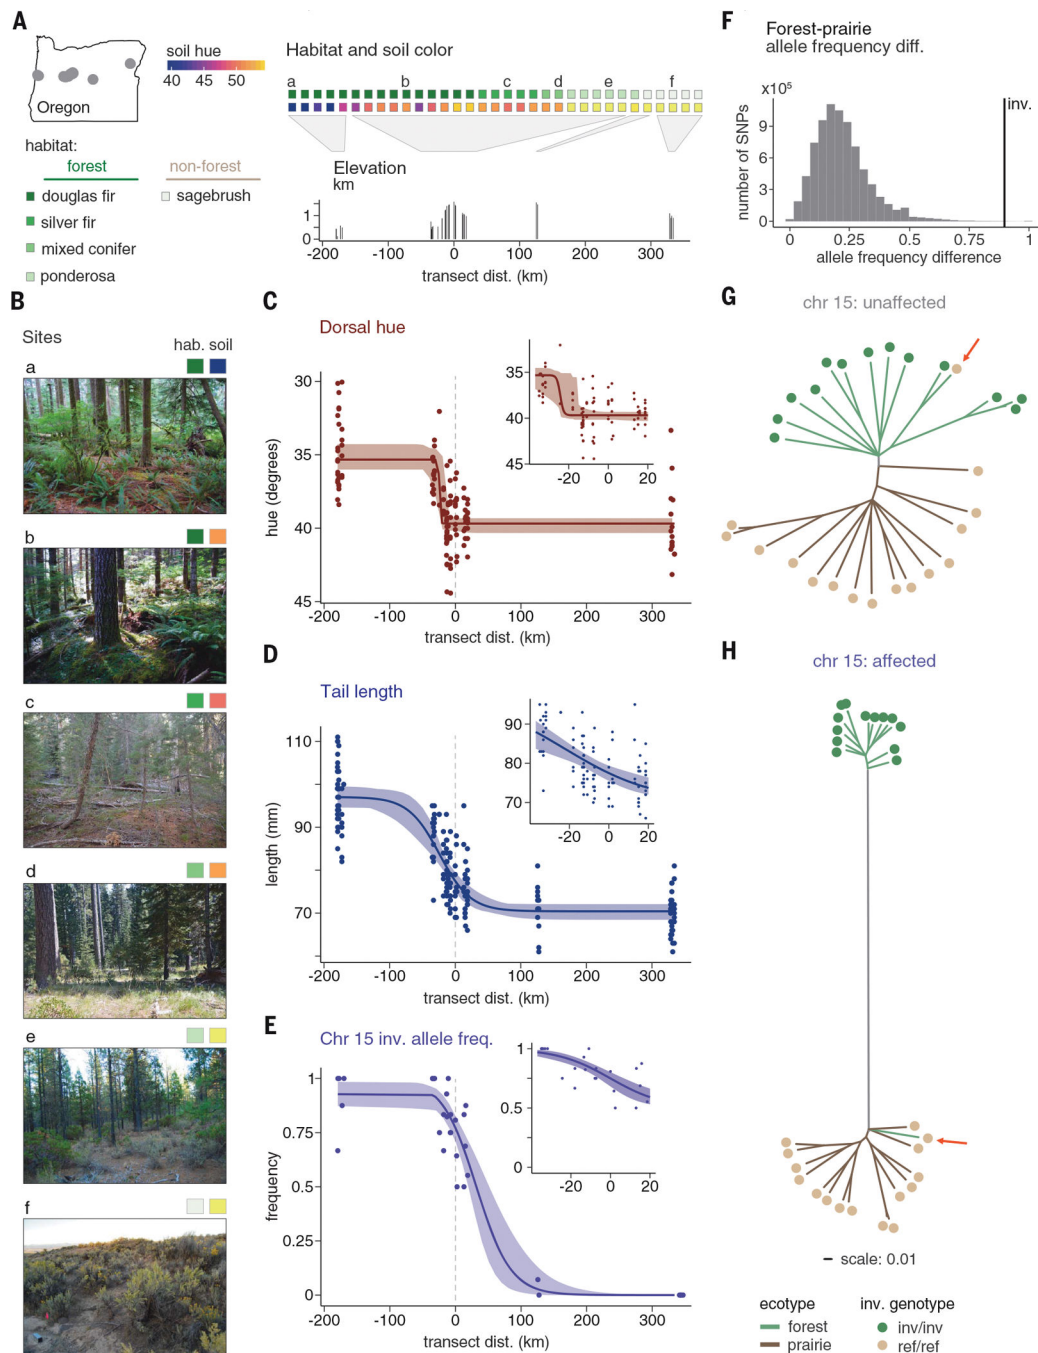 A
soil hue
40 45 50
Oregon
habitat:
forest
non-forest
douglas fir
sagebrush
silver fir
mixed conifer
ponderosa
Habitat and soil color
a b c d e f
Elevation
km
1
0
-200 -100 0 100 200 300
transect dist. (km)
B
Sites
hab. soil
a
b
c
d
e
f
C
Dorsal hue
30
35
40
45
hue (degrees)
-200 -100 0 100 200 300
transect dist. (km)
35
40
45
-20 0 20
D
Tail length
110
90
70
length (mm)
-200 -100 0 100 200 300
transect dist. (km)
90
80
70
-20 0 20
E
Chr 15 inv. allele freq.
1
0.75
0.5
0.25
0
frequency
-200 -100 0 100 200 300
transect dist. (km)
1
0.5
0
-20 0 20
F
Forest-prairie
allele frequency diff.
x10⁵
inv.
9
6
3
0
number of SNPs
0 0.25 0.5 0.75 1
allele frequency difference
G
chr 15: unaffected
H
chr 15: affected
scale: 0.01
ecotype
forest
prairie
inv. genotype
inv/inv
ref/ref